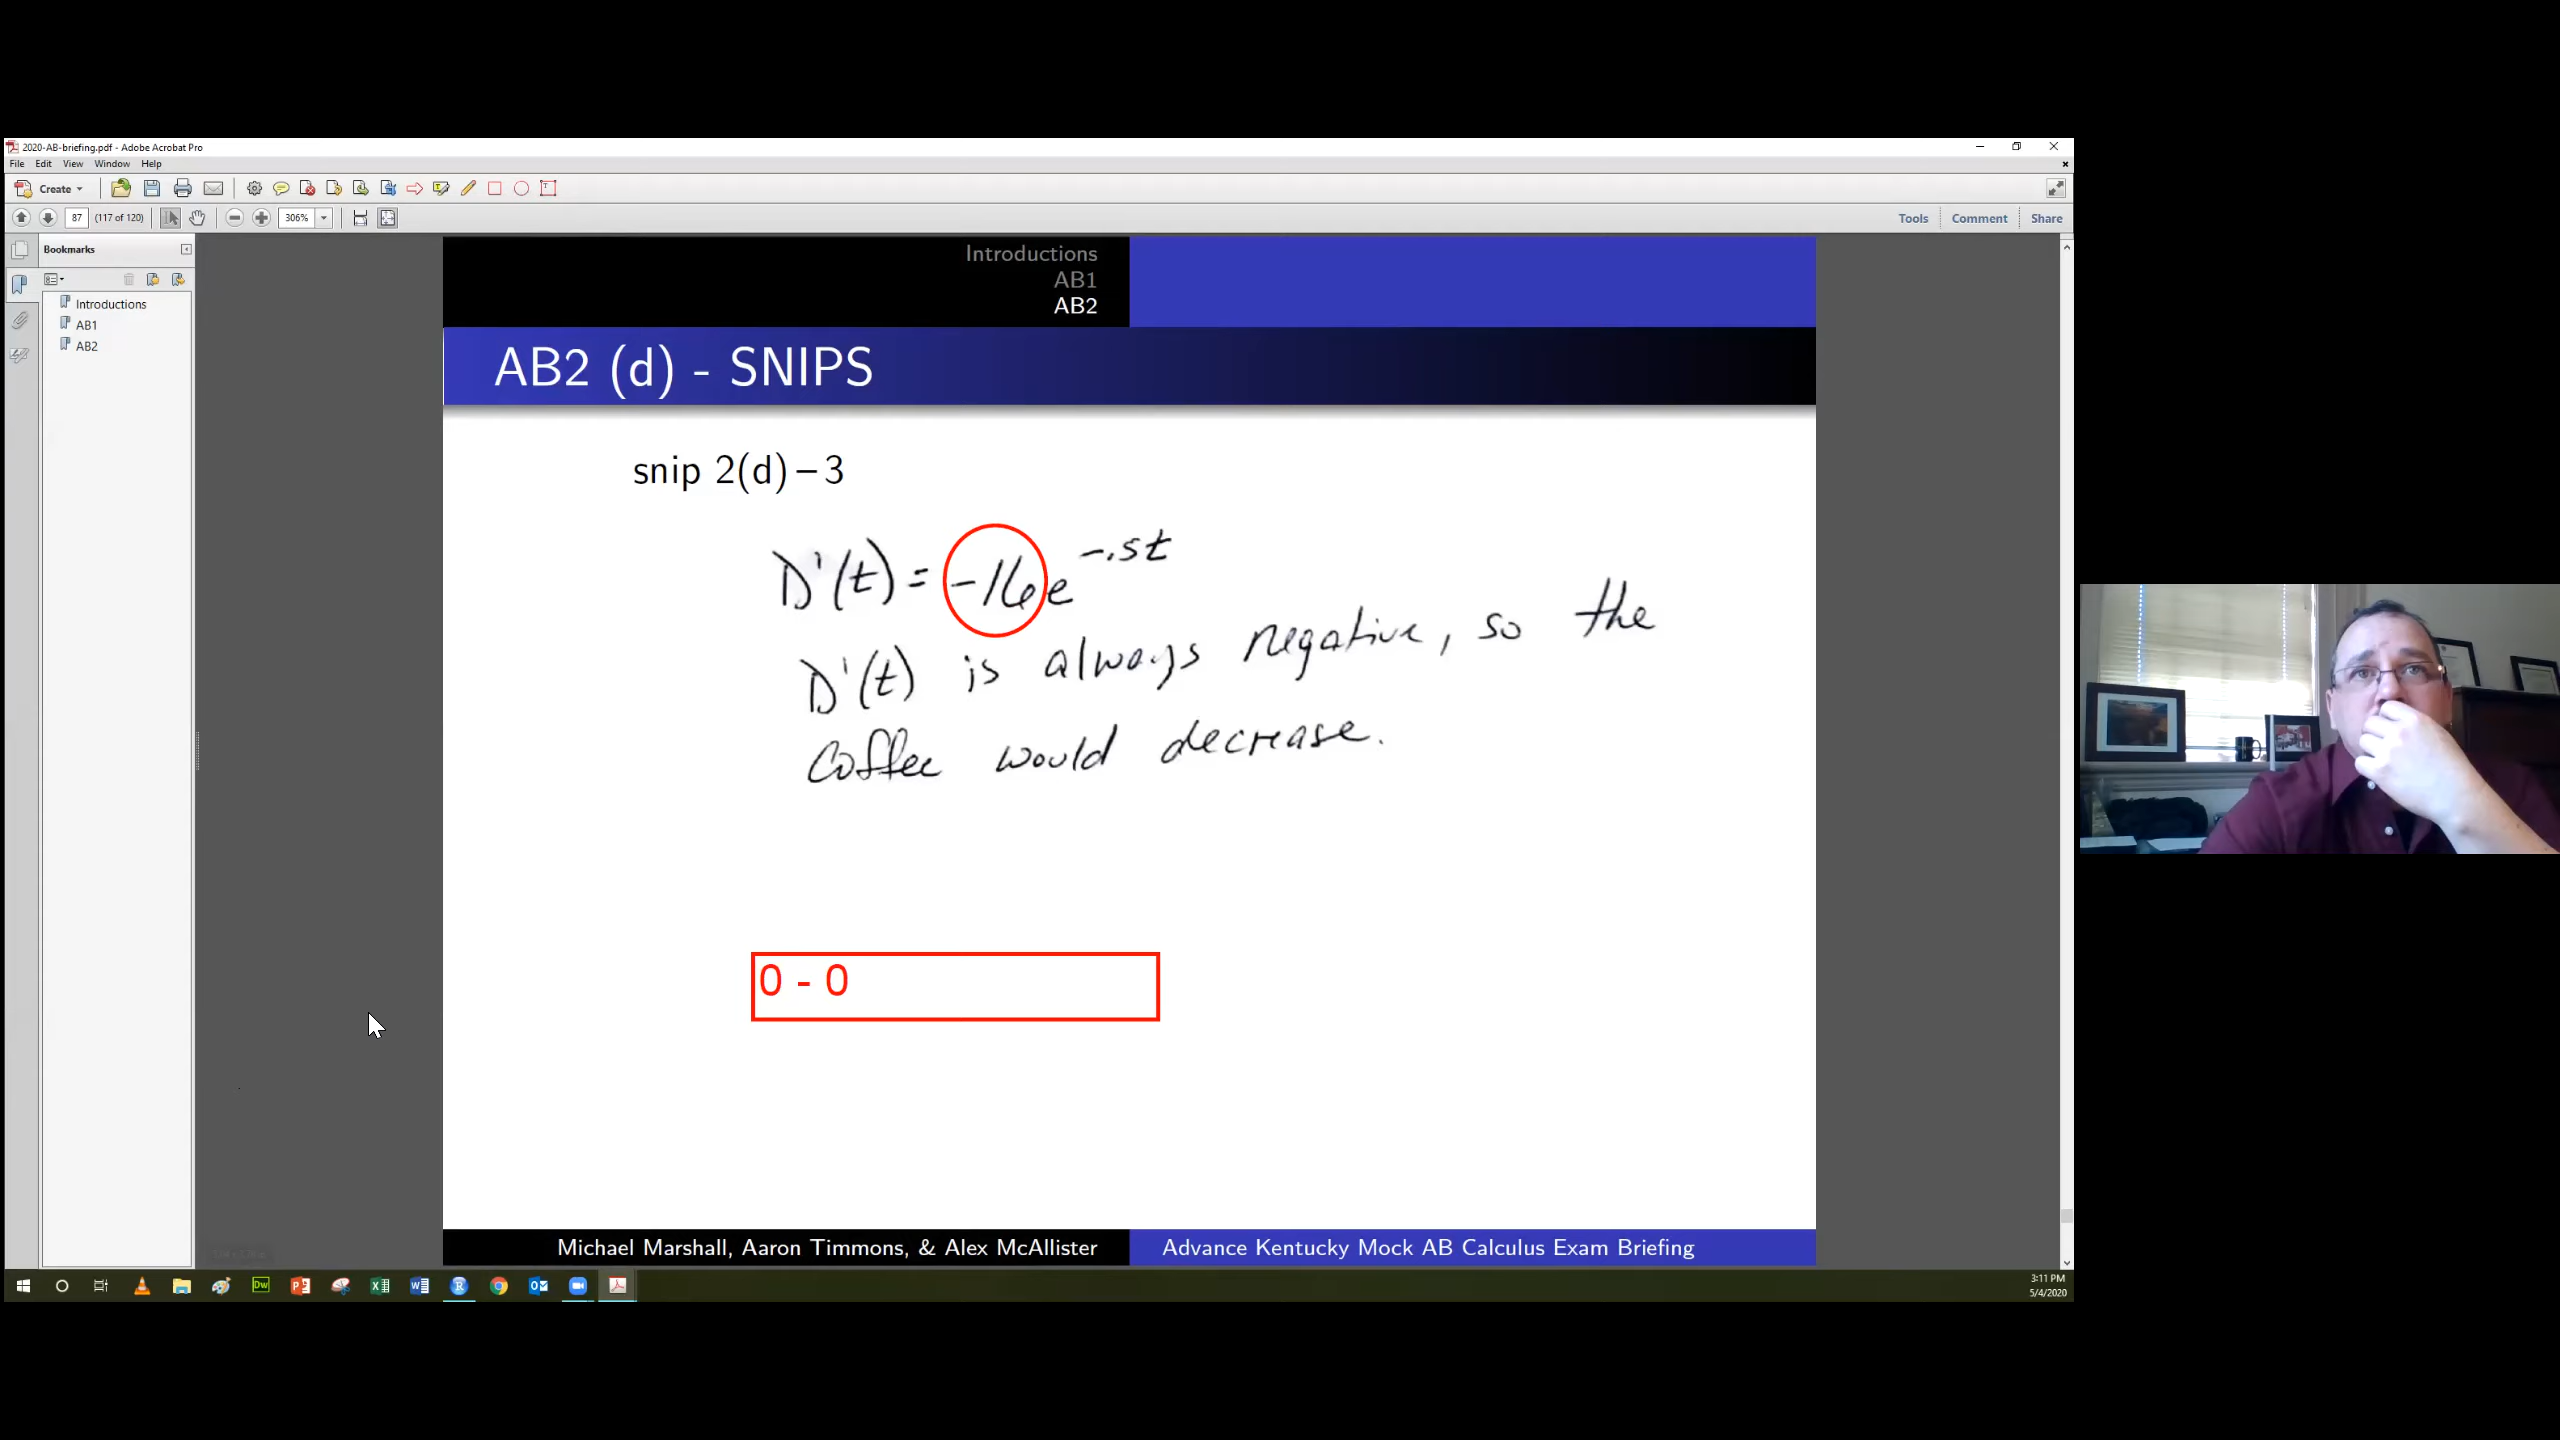 2020-AB-briefing.pdf - Adobe Acrobat Pro
File Edit View Window Help
Create
87 (117 of 120) 306%
Tools Comment Share
Bookmarks
Introductions
AB1
AB2
Introductions
AB1
AB2
AB2 (d) - SNIPS
snip 2(d)–3
D'(t) = -16e^-.5t
D'(t) is always negative, so the
coffee would decrease.
0 - 0
Michael Marshall, Aaron Timmons, & Alex McAllister
Advance Kentucky Mock AB Calculus Exam Briefing
3:11 PM
5/4/2020